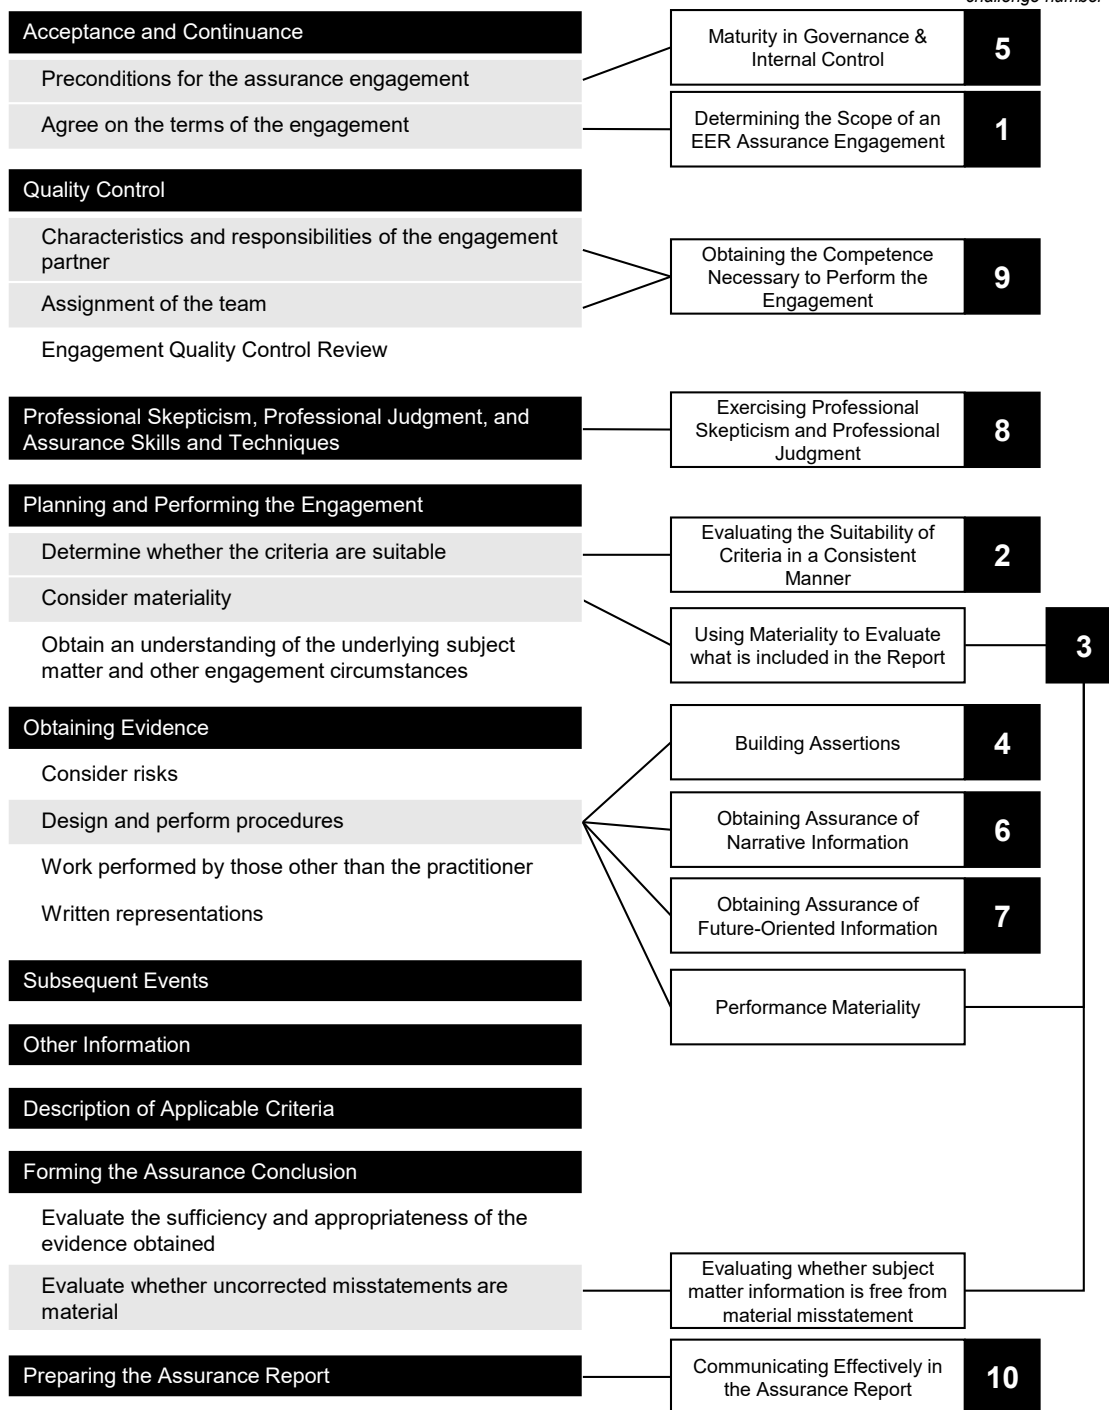 challenge number
Acceptance and Continuance
Preconditions for the assurance engagement
Agree on the terms of the engagement
Maturity in Governance &
Internal Control
5
Determining the Scope of an
EER Assurance Engagement
1
Quality Control
Characteristics and responsibilities of the engagement
partner
Assignment of the team
Engagement Quality Control Review
Obtaining the Competence
Necessary to Perform the
Engagement
9
Professional Skepticism, Professional Judgment, and
Assurance Skills and Techniques
Exercising Professional
Skepticism and Professional
Judgment
8
Planning and Performing the Engagement
Determine whether the criteria are suitable
Consider materiality
Obtain an understanding of the underlying subject
matter and other engagement circumstances
Evaluating the Suitability of
Criteria in a Consistent
Manner
2
Using Materiality to Evaluate
what is included in the Report
3
Obtaining Evidence
Consider risks
Design and perform procedures
Work performed by those other than the practitioner
Written representations
Building Assertions
4
Obtaining Assurance of
Narrative Information
6
Obtaining Assurance of
Future-Oriented Information
7
Performance Materiality
Subsequent Events
Other Information
Description of Applicable Criteria
Forming the Assurance Conclusion
Evaluate the sufficiency and appropriateness of the
evidence obtained
Evaluate whether uncorrected misstatements are
material
Evaluating whether subject
matter information is free from
material misstatement
Preparing the Assurance Report
Communicating Effectively in
the Assurance Report
10